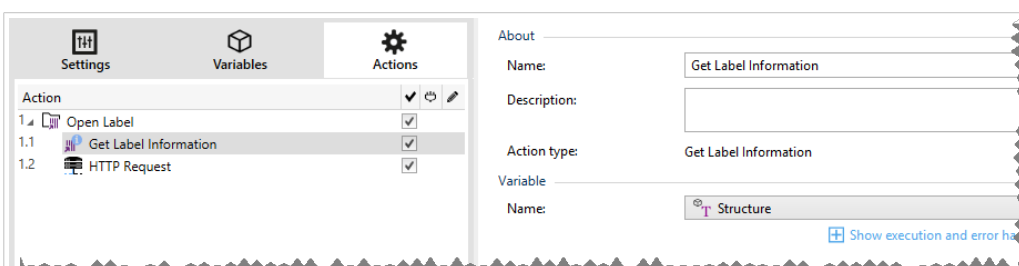 Settings
Variables
Actions
Action
1 Open Label
1.1 Get Label Information
1.2 HTTP Request
About
Name: Get Label Information
Description:
Action type: Get Label Information
Variable
Name: Structure
Show execution and error